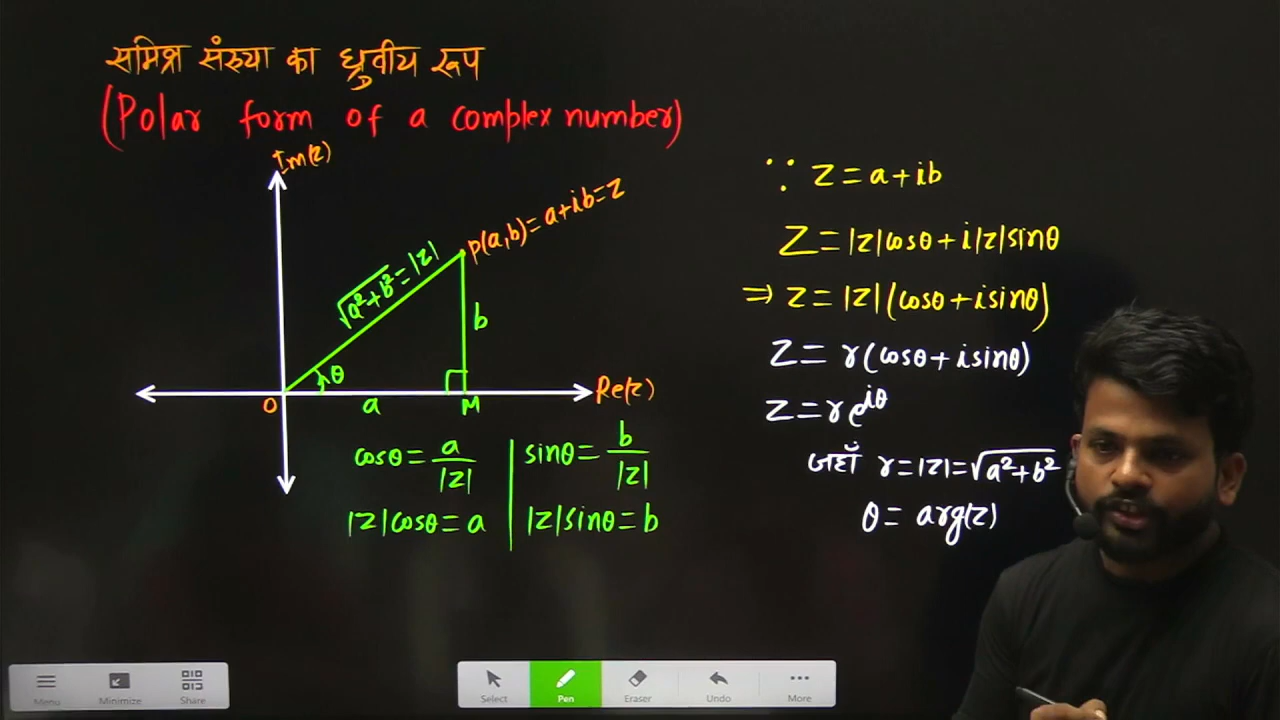 समिश्र संख्या का ध्रुवीय रूप
(Polar form of a complex number)
Im(z)
P(a,b)=a+ib=z
√a²+b²=|z|
b
θ
O
a
M
Re(z)
cosθ=a/|z|
sinθ=b/|z|
|z|cosθ=a
|z|sinθ=b
∵ z=a+ib
z=|z|cosθ+i|z|sinθ
⇒ z=|z|(cosθ+isinθ)
z=r(cosθ+isinθ)
z=re^iθ
जहाँ r=|z|=√a²+b²
θ=arg(z)
Menu
Minimize
Share
Select
Pen
Eraser
Undo
More